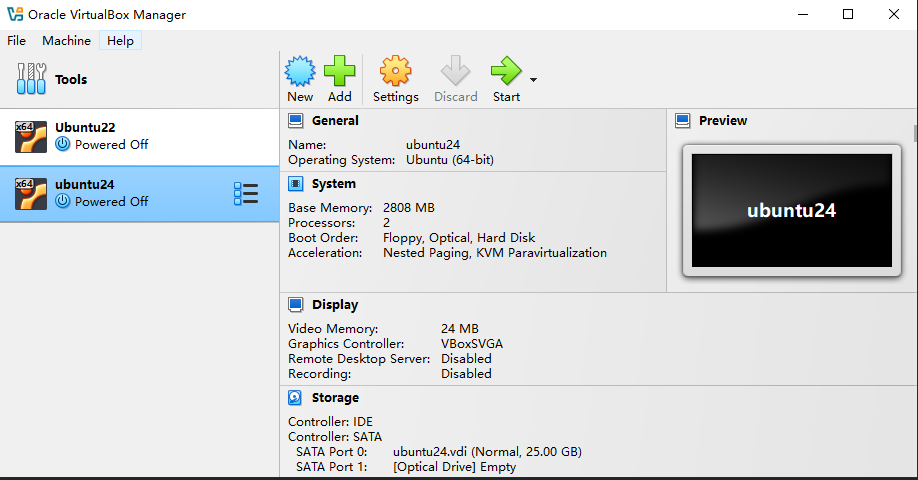 Oracle VirtualBox Manager
File Machine Help
Tools
New Add Settings Discard Start
x64 Ubuntu22
Powered Off
x64 ubuntu24
Powered Off
General
Name: ubuntu24
Operating System: Ubuntu (64-bit)
Preview
ubuntu24
System
Base Memory: 2808 MB
Processors: 2
Boot Order: Floppy, Optical, Hard Disk
Acceleration: Nested Paging, KVM Paravirtualization
Display
Video Memory: 24 MB
Graphics Controller: VBoxSVGA
Remote Desktop Server: Disabled
Recording: Disabled
Storage
Controller: IDE
Controller: SATA
SATA Port 0: ubuntu24.vdi (Normal, 25.00 GB)
SATA Port 1: [Optical Drive] Empty